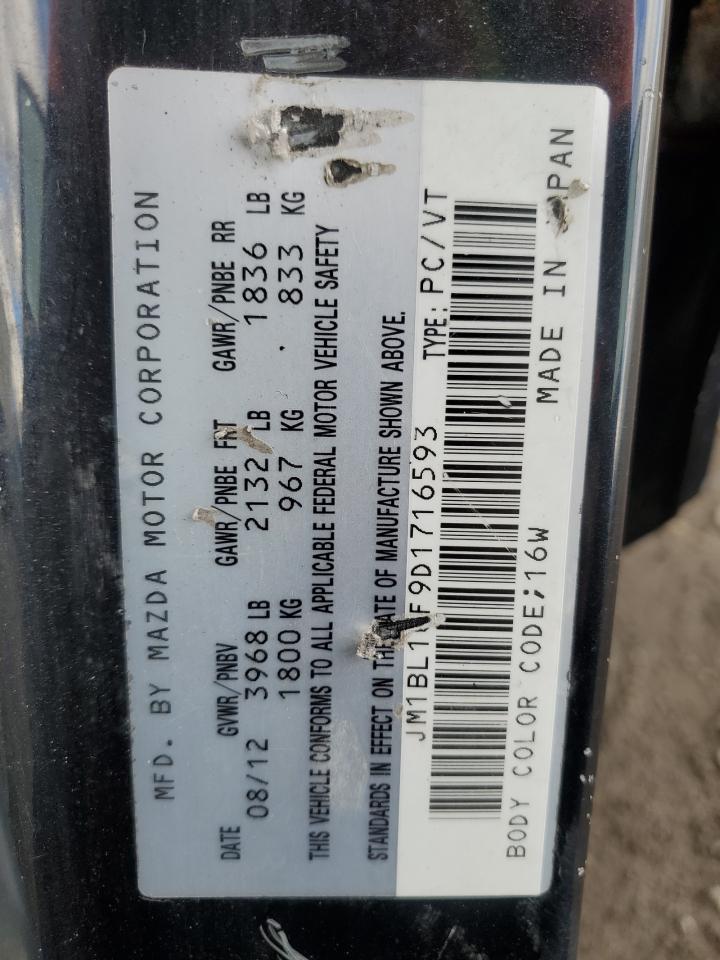 MFD. BY MAZDA MOTOR CORPORATION
DATE GVWR/PNBV GAWR/PNBE FRT GAWR/PNBE RR
08/12 3968 LB 2132 LB 1836 LB
1800 KG 967 KG 833 KG
THIS VEHICLE CONFORMS TO ALL APPLICABLE FEDERAL MOTOR VEHICLE SAFETY
STANDARDS IN EFFECT ON THE DATE OF MANUFACTURE SHOWN ABOVE.
TYPE: PC/VT
BODY COLOR CODE;16W MADE IN JAPAN